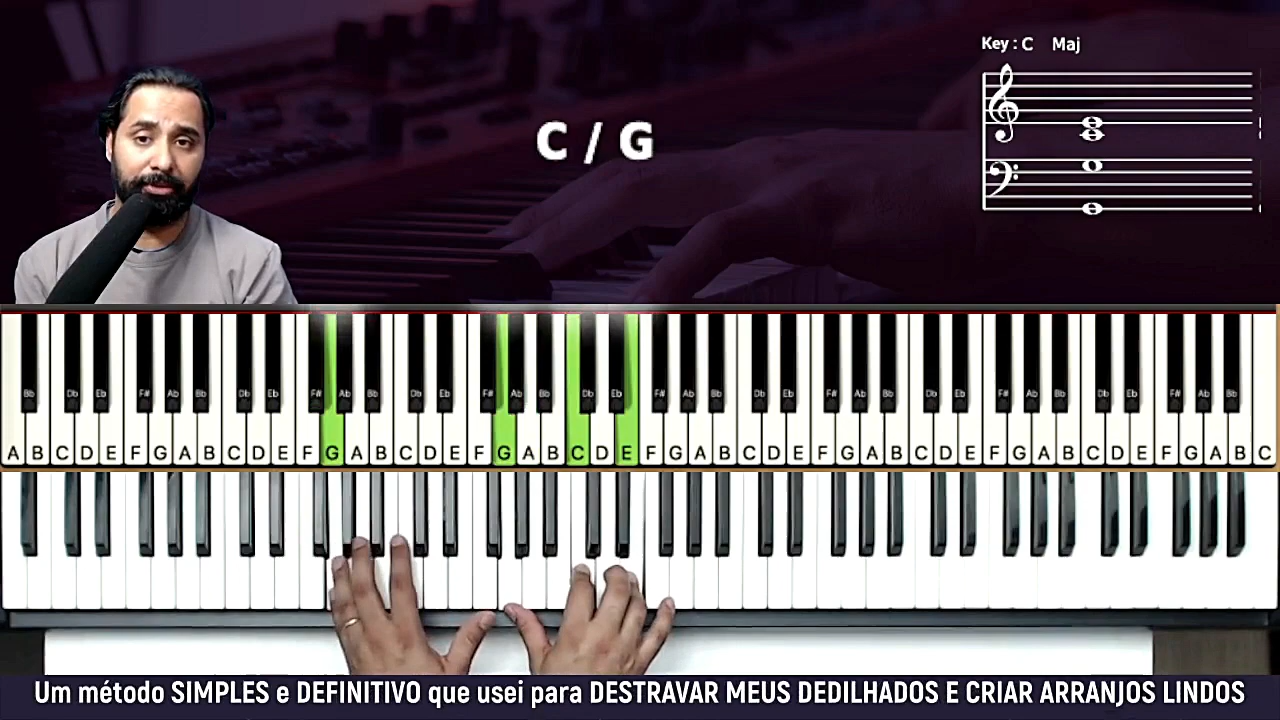 Key : C Maj
C / G
Bb Db Eb F# Ab Bb Db Eb F# Ab Bb Db Eb F# Ab Bb Db Eb F# Ab Bb Db Eb F# Ab Bb Db Eb F# Ab Bb Db Eb F# Ab Bb
A B C D E F G A B C D E F G A B C D E F G A B C D E F G A B C D E F G A B C D E F G A B C D E F G A B C
Um método SIMPLES e DEFINITIVO que usei para DESTRAVAR MEUS DEDILHADOS E CRIAR ARRANJOS LINDOS